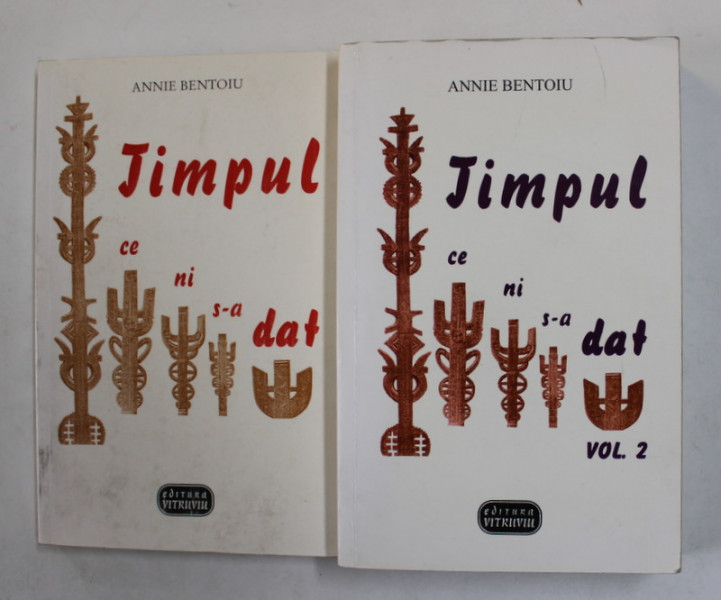 ANNIE BENTOIU
Timpul
ce
ni
s-a
dat
editura
VITRUVIU
ANNIE BENTOIU
Timpul
ce
ni
s-a
dat
VOL. 2
editura
VITRUVIU